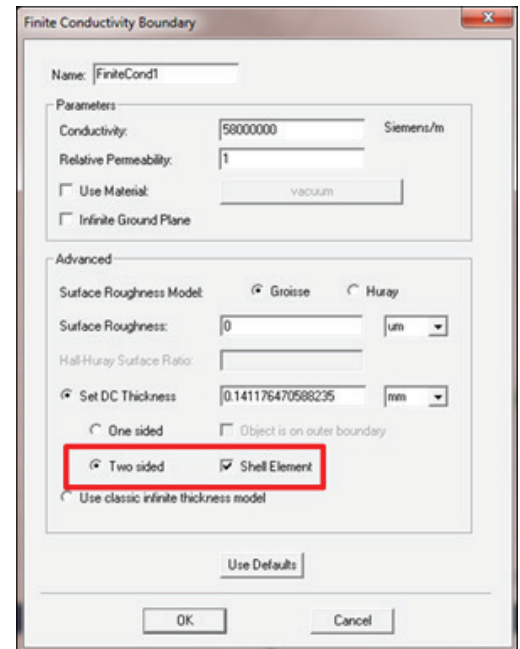 Finite Conductivity Boundary
Name: FiniteCond1
Parameters
Conductivity: 58000000 Siemens/m
Relative Permeability: 1
Use Material: vacuum
Infinite Ground Plane
Advanced
Surface Roughness Model: Groisse Huray
Surface Roughness: 0 um
Hall-Huray Surface Ratio:
Set DC Thickness 0.141176470588235 mm
One sided Object is on outer boundary
Two sided Shell Element
Use classic infinite thickness model
Use Defaults
OK Cancel